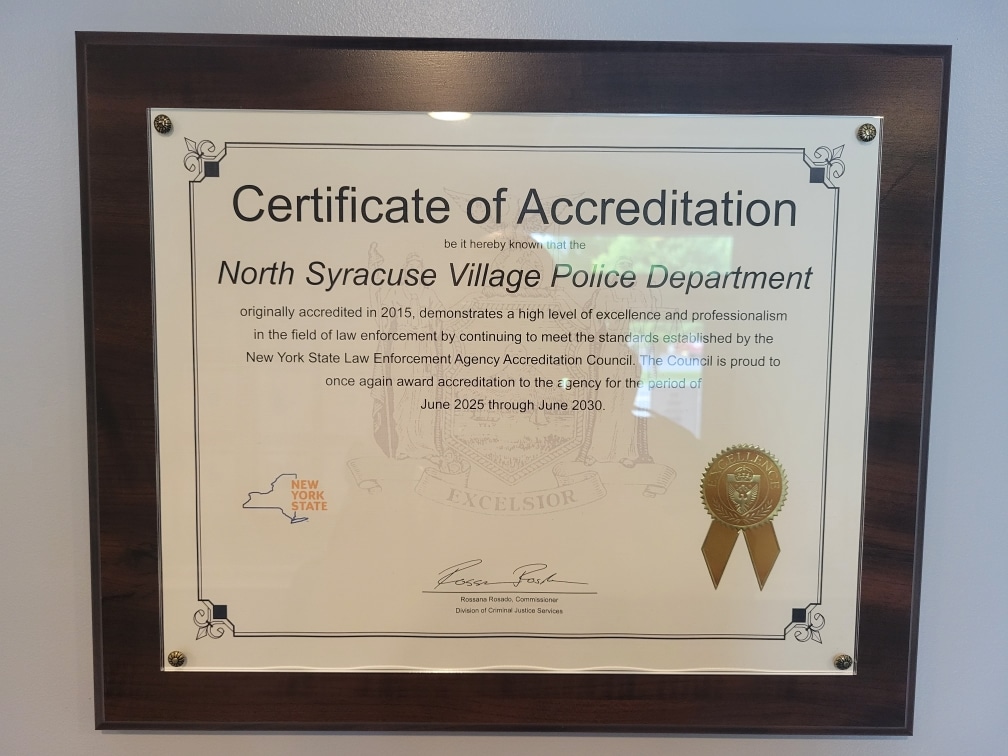 Certificate of Accreditation
be it hereby known that the
North Syracuse Village Police Department
originally accredited in 2015, demonstrates a high level of excellence and professionalism
in the field of law enforcement by continuing to meet the standards established by the
New York State Law Enforcement Agency Accreditation Council. The Council is proud to
once again award accreditation to the agency for the period of
June 2025 through June 2030.
EXCELSIOR
NEW
YORK
STATE
EXCELLENCE
Rossana Rosado, Commissioner
Division of Criminal Justice Services